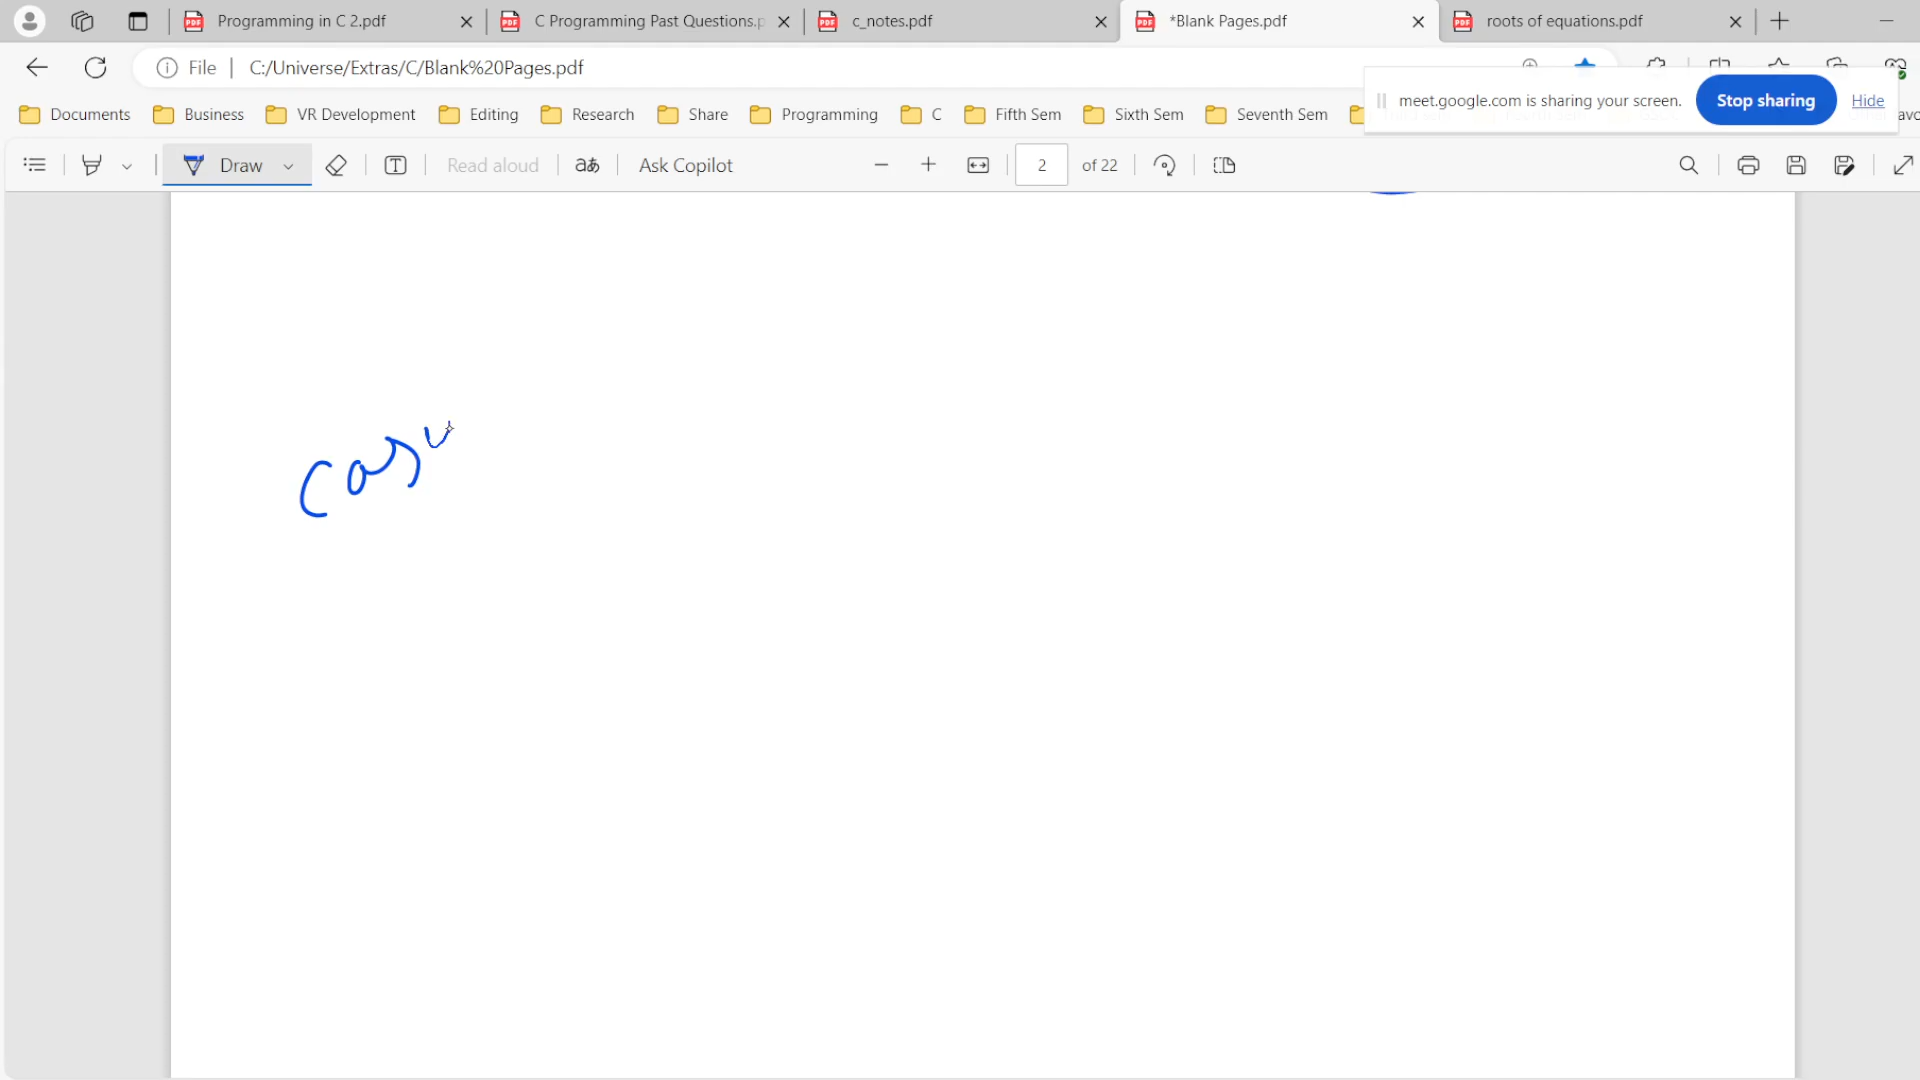 Programming in C 2.pdf
C Programming Past Questions.p
c_notes.pdf
*Blank Pages.pdf
roots of equations.pdf
File
C:/Universe/Extras/C/Blank%20Pages.pdf
meet.google.com is sharing your screen.
Stop sharing
Hide
Documents
Business
VR Development
Editing
Research
Share
Programming
C
Fifth Sem
Sixth Sem
Seventh Sem
Draw
Read aloud
aあ
Ask Copilot
2
of 22